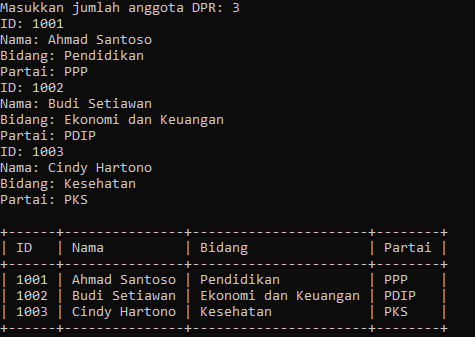 Masukkan jumlah anggota DPR: 3
ID: 1001
Nama: Ahmad Santoso
Bidang: Pendidikan
Partai: PPP
ID: 1002
Nama: Budi Setiawan
Bidang: Ekonomi dan Keuangan
Partai: PDIP
ID: 1003
Nama: Cindy Hartono
Bidang: Kesehatan
Partai: PKS

+------+---------------+----------------------+--------+
| ID   | Nama          | Bidang               | Partai |
+------+---------------+----------------------+--------+
| 1001 | Ahmad Santoso | Pendidikan           | PPP    |
| 1002 | Budi Setiawan | Ekonomi dan Keuangan | PDIP   |
| 1003 | Cindy Hartono | Kesehatan            | PKS    |
+------+---------------+----------------------+--------+